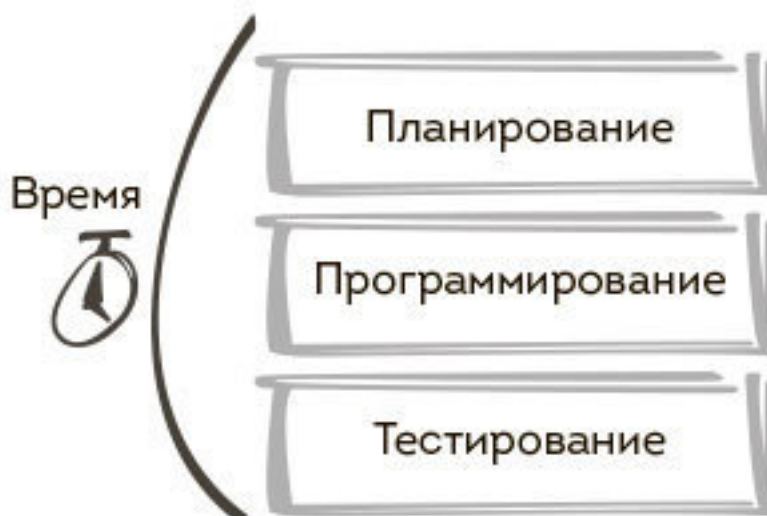 Планирование
Время
Программирование
Тестирование